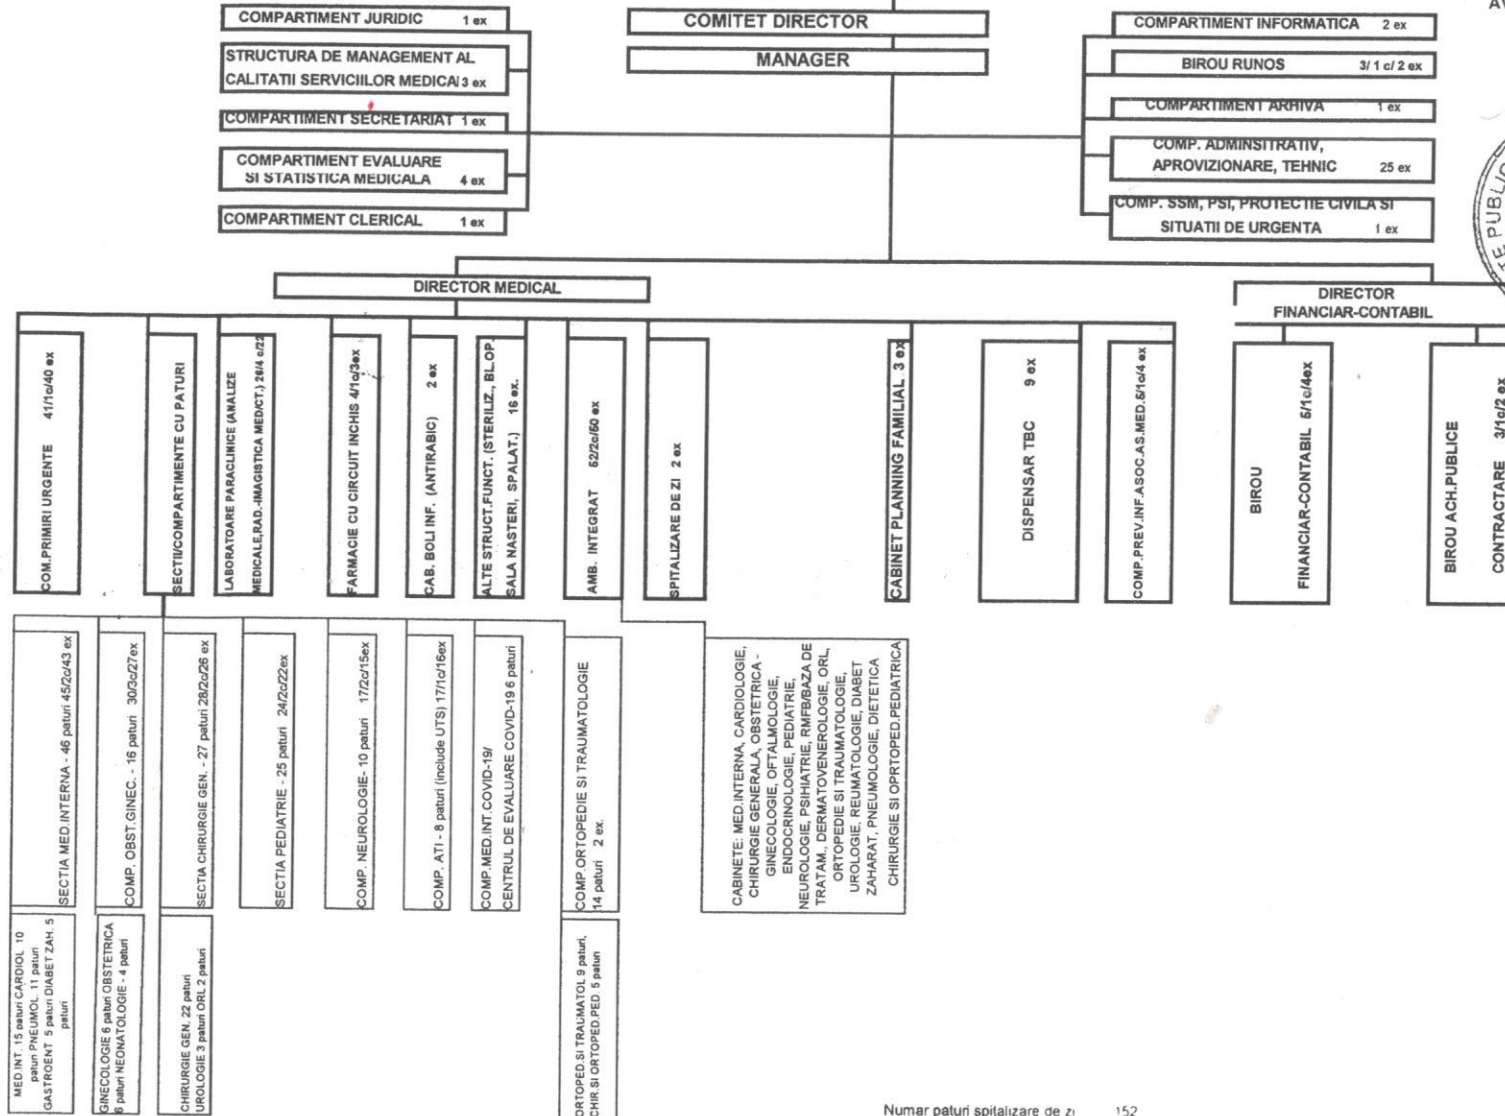 AV
COMPARTIMENT JURIDIC 1 ex
STRUCTURA DE MANAGEMENT AL
CALITATII SERVICIILOR MEDICAl 3 ex
COMPARTIMENT SECRETARIAT 1 ex
COMPARTIMENT EVALUARE
SI STATISTICA MEDICALA 4 ex
COMPARTIMENT CLERICAL 1 ex
COMITET DIRECTOR
MANAGER
COMPARTIMENT INFORMATICA 2 ex
BIROU RUNOS 3/ 1 c/ 2 ex
COMPARTIMENT ARHIVA 1 ex
COMP. ADMINSITRATIV,
APROVIZIONARE, TEHNIC 25 ex
COMP. SSM, PSI, PROTECTIE CIVILA SI
SITUATII DE URGENTA 1 ex
TE PUBLIC
DIRECTOR MEDICAL
DIRECTOR
FINANCIAR-CONTABIL
COM.PRIMIRI URGENTE 41/1c/40 ex
SECTII/COMPARTIMENTE CU PATURI
LABORATOARE PARACLINICE (ANALIZE
MEDICALE,RAD.-IMAGISTICA MED/CT.) 26/4 c/22
FARMACIE CU CIRCUIT INCHIS 4/1c/3ex
CAB. BOLI INF. (ANTIRABIC) 2 ex
ALTE STRUCT.FUNCT. (STERILIZ., BL.OP.
SALA NASTERI, SPALAT.) 16 ex.
AMB. INTEGRAT 52/2c/50 ex
SPITALIZARE DE ZI 2 ex
CABINET PLANNING FAMILIAL 3 ex
DISPENSAR TBC 9 ex
COMP.PREV.INF.ASOC.AS.MED.5/1c/4 ex
BIROU
FINANCIAR-CONTABIL 5/1c/4ex
BIROU ACH.PUBLICE
CONTRACTARE 3/1c/2 ex
SECTIA MED.INTERNA - 46 paturi 45/2c/43 ex
COMP. OBST.GINEC. - 16 paturi 30/3c/27ex
SECTIA CHIRURGIE GEN. - 27 paturi 28/2c/26 ex
SECTIA PEDIATRIE - 25 paturi 24/2c/22ex
COMP. NEUROLOGIE- 10 paturi 17/2c/15ex
COMP. ATI - 8 paturi (include UTS) 17/1c/16ex
COMP.MED.INT.COVID-19/
CENTRUL DE EVALUARE COVID-19 6 paturi
COMP.ORTOPEDIE SI TRAUMATOLOGIE
14 paturi 2 ex.
CABINETE: MED.INTERNA, CARDIOLOGIE,
CHIRURGIE GENERALA, OBSTETRICA -
GINECOLOGIE, OFTALMOLOGIE,
ENDOCRINOLOGIE, PEDIATRIE,
NEUROLOGIE, PSIHIATRIE, RMFB/BAZA DE
TRATAM., DERMATOVENEROLOGIE, ORL,
ORTOPEDIE SI TRAUMATOLOGIE,
UROLOGIE, REUMATOLOGIE, DIABET
ZAHARAT, PNEUMOLOGIE, DIETETICA
CHIRURGIE SI OPRTOPED.PEDIATRICA
MED.INT. 15 paturi CARDIOL 10
paturi PNEUMOL. 11 paturi
GASTROENT 5 paturi DIABET ZAH. 5
paturi
GINECOLOGIE 6 paturi OBSTETRICA
6 paturi NEONATOLOGIE - 4 paturi
CHIRURGIE GEN. 22 paturi
UROLOGIE 3 paturi ORL 2 paturi
ORTOPED.SI TRAUMATOL 9 paturi,
CHIR.SI ORTOPED.PED. 5 paturi
Numar paturi spitalizare de zi 152